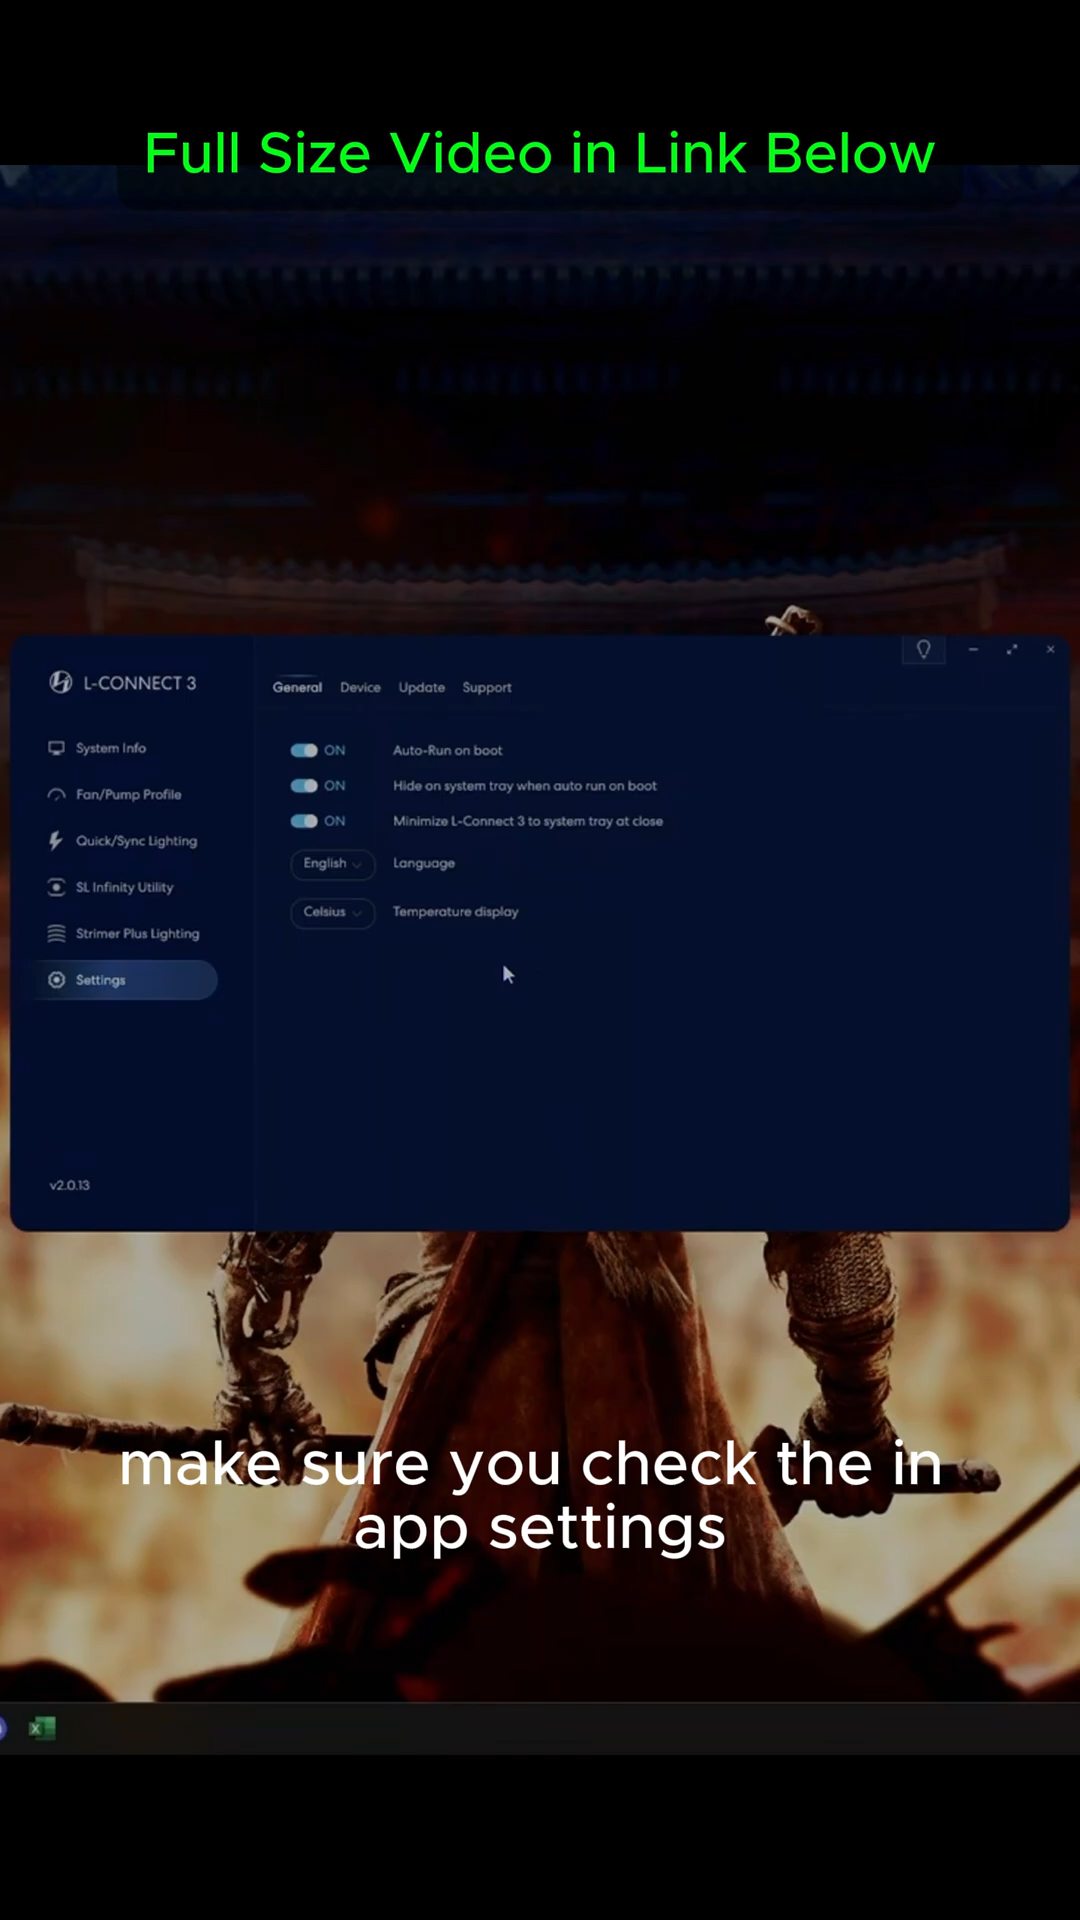 Full Size Video in Link Below
L-CONNECT 3
General Device Update Support
System Info
Fan/Pump Profile
Quick/Sync Lighting
SL Infinity Utility
Strimer Plus Lighting
Settings
ON Auto-Run on boot
ON Hide on system tray when auto run on boot
ON Minimize L-Connect 3 to system tray at close
English Language
Celsius Temperature display
v2.0.13
make sure you check the in
app settings